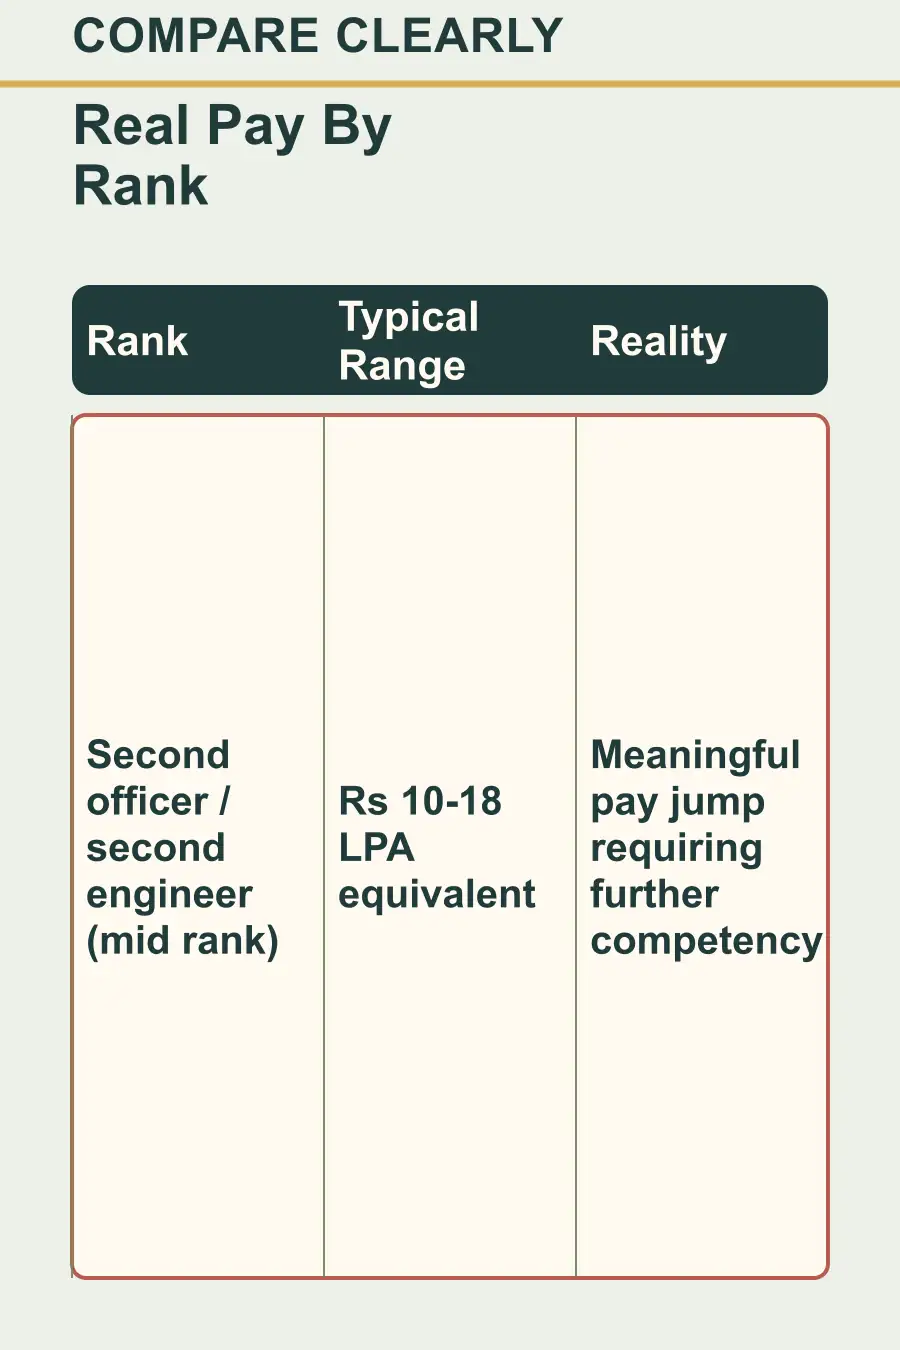 COMPARE CLEARLY
Real Pay By
Rank
Rank
Typical
Range
Reality
Second
officer /
second
engineer
(mid rank)
Rs 10-18
LPA
equivalent
Meaningful
pay jump
requiring
further
competency